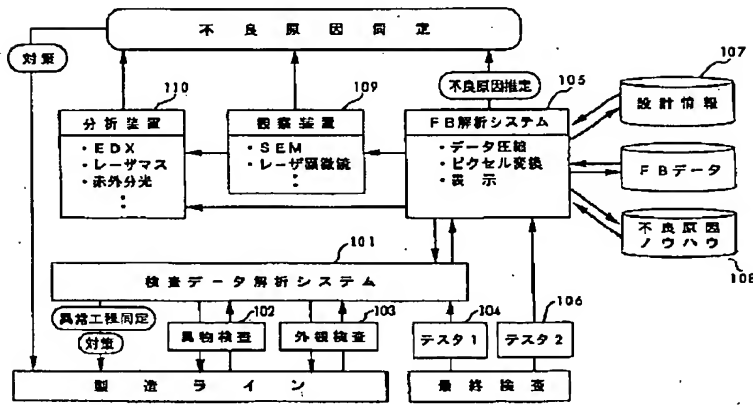 不良原因同定
対策
不良原因推定
110
分析装置
・EDX
・レーザマス
・赤外分光
109
観察装置
・SEM
・レーザ顕微鏡
105
FB解析システム
・データ圧縮
・ピクセル変換
・表示
107
設計情報
FBデータ
不良原因
ノウハウ
108
101
検査データ解析システム
異常工程同定
対策
102
異物検査
103
外観検査
104
テスタ1
106
テスタ2
製造ライン
最終検査